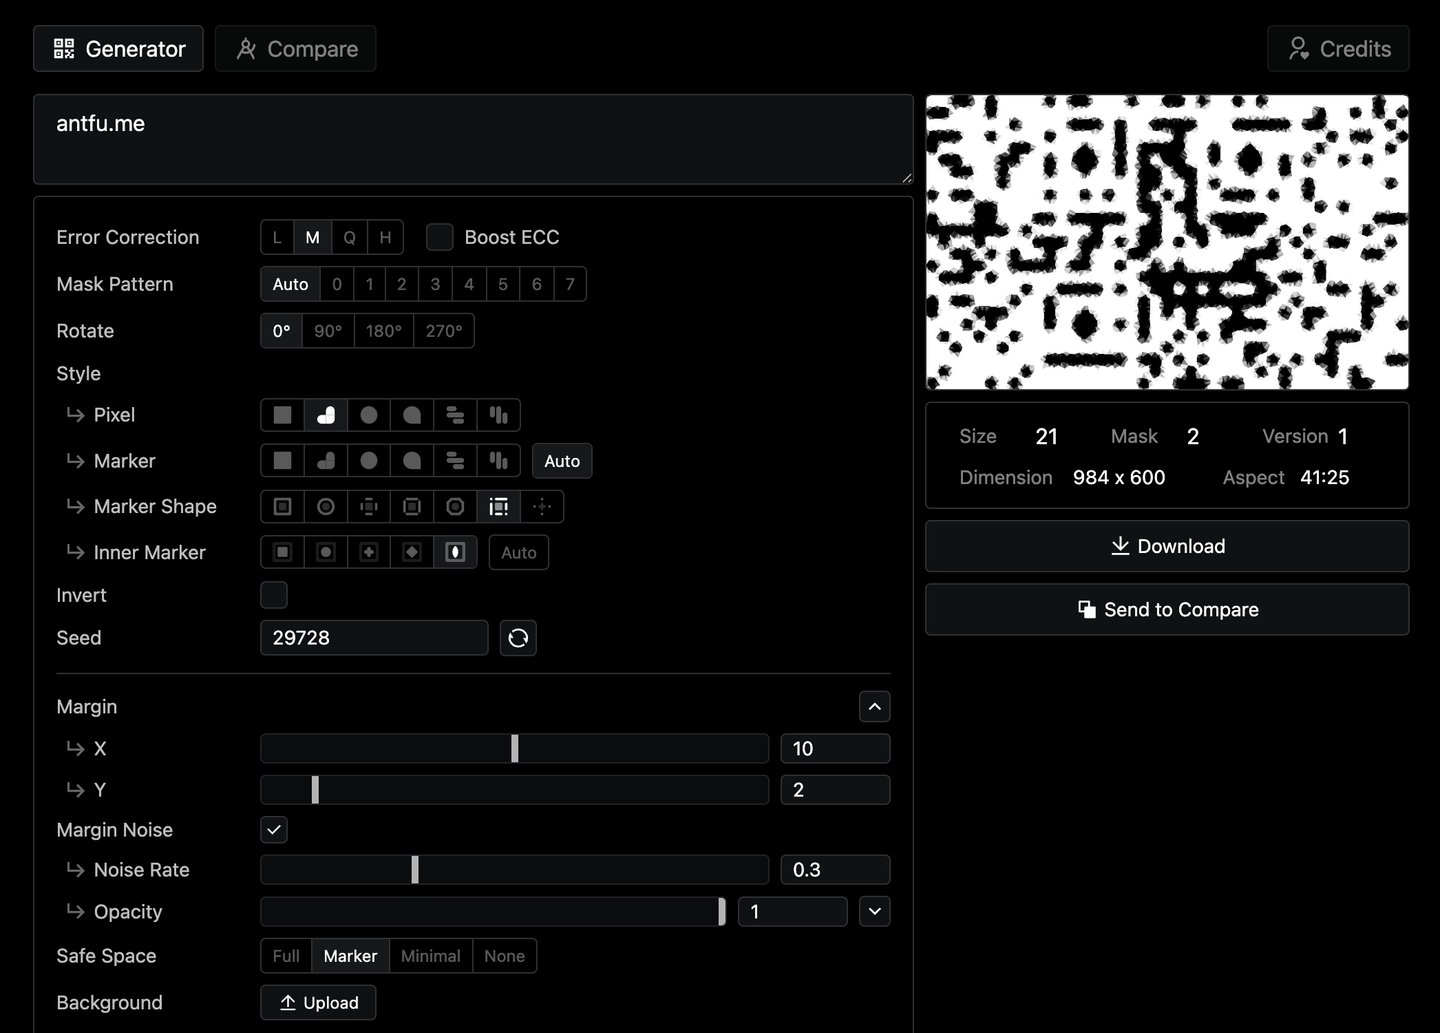 Generator Compare Credits
antfu.me
Error Correction L M Q H Boost ECC
Mask Pattern Auto 0 1 2 3 4 5 6 7
Rotate 0° 90° 180° 270°
Style
Pixel
Marker Auto
Marker Shape
Inner Marker Auto
Invert
Seed 29728
Margin
X 10
Y 2
Margin Noise
Noise Rate 0.3
Opacity 1
Safe Space Full Marker Minimal None
Background Upload
Size 21 Mask 2 Version 1
Dimension 984 x 600 Aspect 41:25
Download
Send to Compare